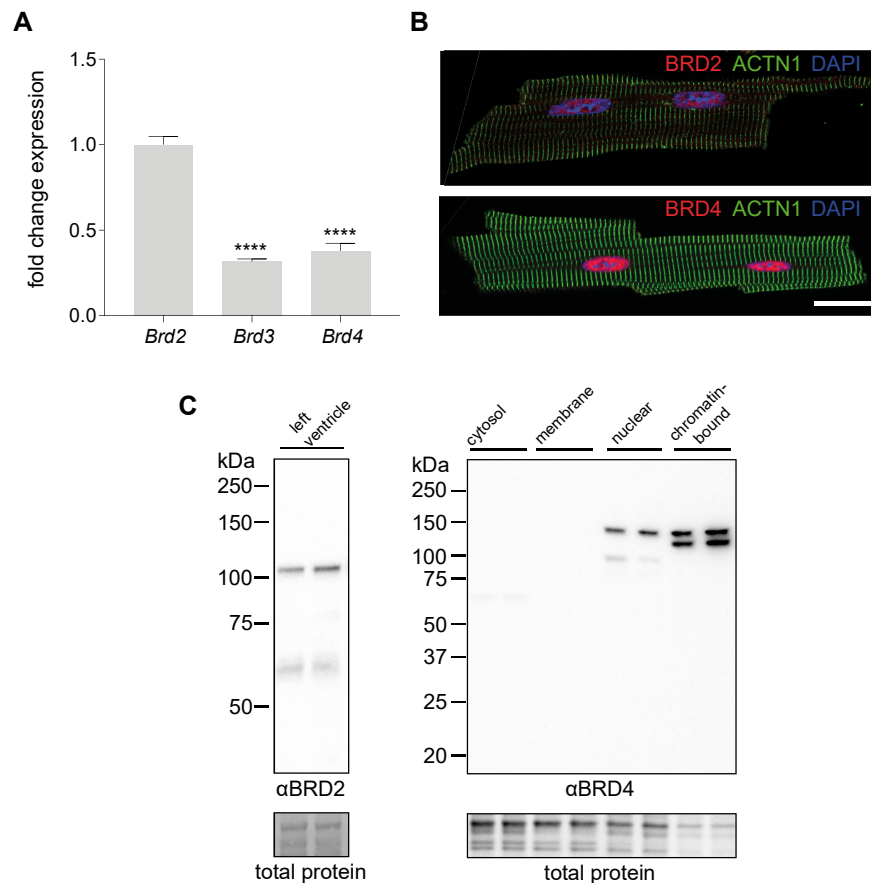 A
fold change expression
1.5
1.0
0.5
0.0
****
****
Brd2
Brd3
Brd4
B
BRD2 ACTN1 DAPI
BRD4 ACTN1 DAPI
C
left
ventricle
kDa
250
150
100
75
50
αBRD2
total protein
cytosol
membrane
nuclear
chromatin-
bound
kDa
250
150
100
75
50
37
25
20
αBRD4
total protein